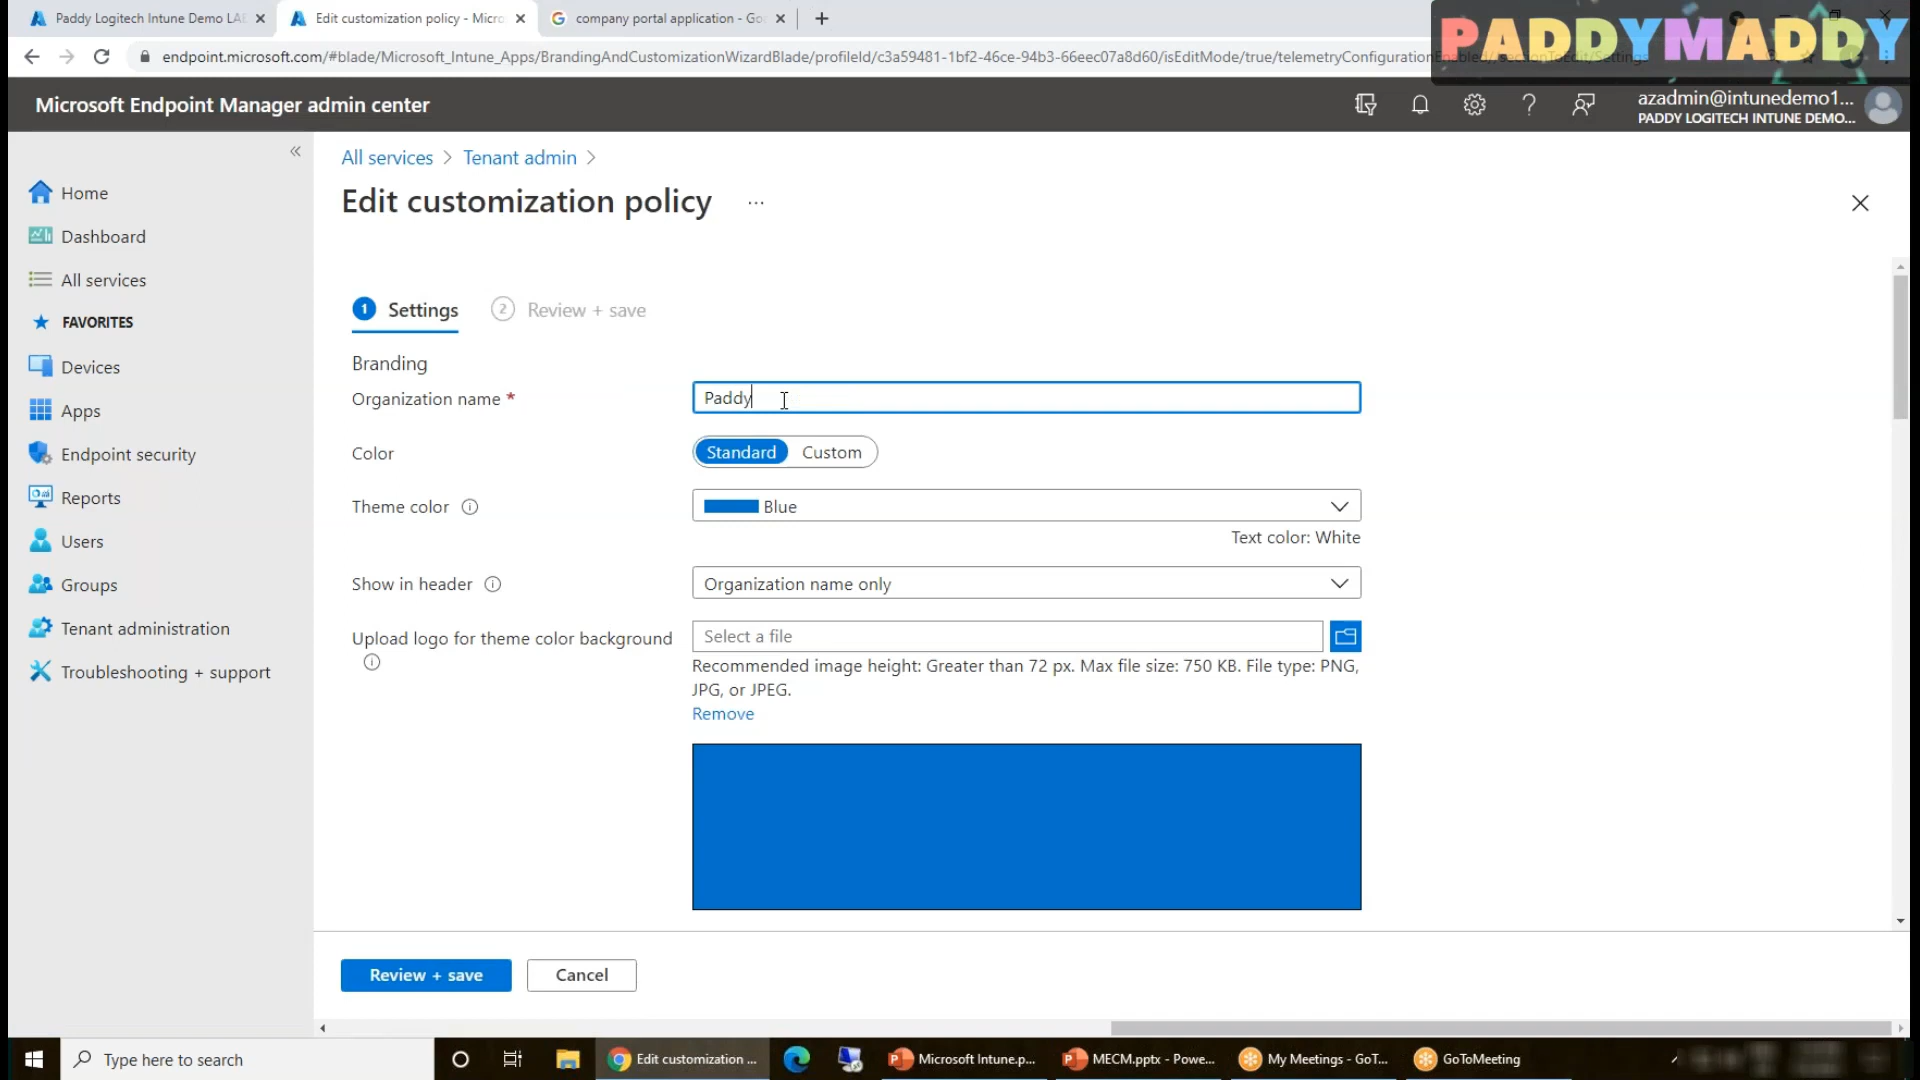 Paddy Logitech Intune Demo LA
Edit customization policy - Micro
company portal application - Go
PADDYMADDY
endpoint.microsoft.com/#blade/Microsoft_Intune_Apps/BrandingAndCustomizationWizardBlade/profileId/c3a59481-1bf2-46ce-94b3-66eec07a8d60/isEditMode/true/telemetryConfiguration
Microsoft Endpoint Manager admin center
azadmin@intunedemo1...
PADDY LOGITECH INTUNE DEMO...
All services > Tenant admin >
Edit customization policy ...
Home
Dashboard
All services
FAVORITES
Devices
Apps
Endpoint security
Reports
Users
Groups
Tenant administration
Troubleshooting + support
1 Settings
2 Review + save
Branding
Organization name *
Paddy
Color
Standard
Custom
Theme color
Blue
Text color: White
Show in header
Organization name only
Upload logo for theme color background
Select a file
Recommended image height: Greater than 72 px. Max file size: 750 KB. File type: PNG,
JPG, or JPEG.
Remove
Review + save
Cancel
Type here to search
Edit customization ...
Microsoft Intune.p...
MECM.pptx - Powe...
My Meetings - GoT...
GoToMeeting